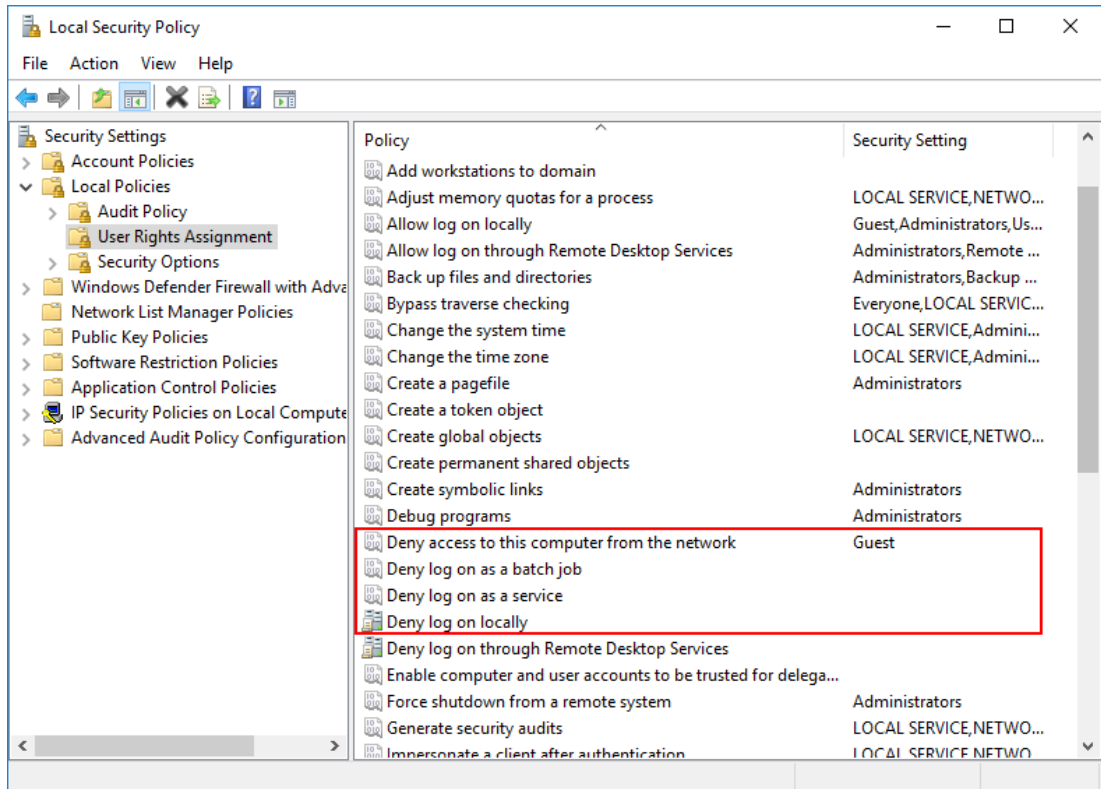 Local Security Policy
File Action View Help
Security Settings
Account Policies
Local Policies
Audit Policy
User Rights Assignment
Security Options
Windows Defender Firewall with Adva
Network List Manager Policies
Public Key Policies
Software Restriction Policies
Application Control Policies
IP Security Policies on Local Compute
Advanced Audit Policy Configuration
Policy Security Setting
Add workstations to domain
Adjust memory quotas for a process LOCAL SERVICE,NETWO...
Allow log on locally Guest,Administrators,Us...
Allow log on through Remote Desktop Services Administrators,Remote ...
Back up files and directories Administrators,Backup ...
Bypass traverse checking Everyone,LOCAL SERVIC...
Change the system time LOCAL SERVICE,Admini...
Change the time zone LOCAL SERVICE,Admini...
Create a pagefile Administrators
Create a token object
Create global objects LOCAL SERVICE,NETWO...
Create permanent shared objects
Create symbolic links Administrators
Debug programs Administrators
Deny access to this computer from the network Guest
Deny log on as a batch job
Deny log on as a service
Deny log on locally
Deny log on through Remote Desktop Services
Enable computer and user accounts to be trusted for delega...
Force shutdown from a remote system Administrators
Generate security audits LOCAL SERVICE,NETWO...
Impersonate a client after authentication LOCAL SERVICE,NETWO